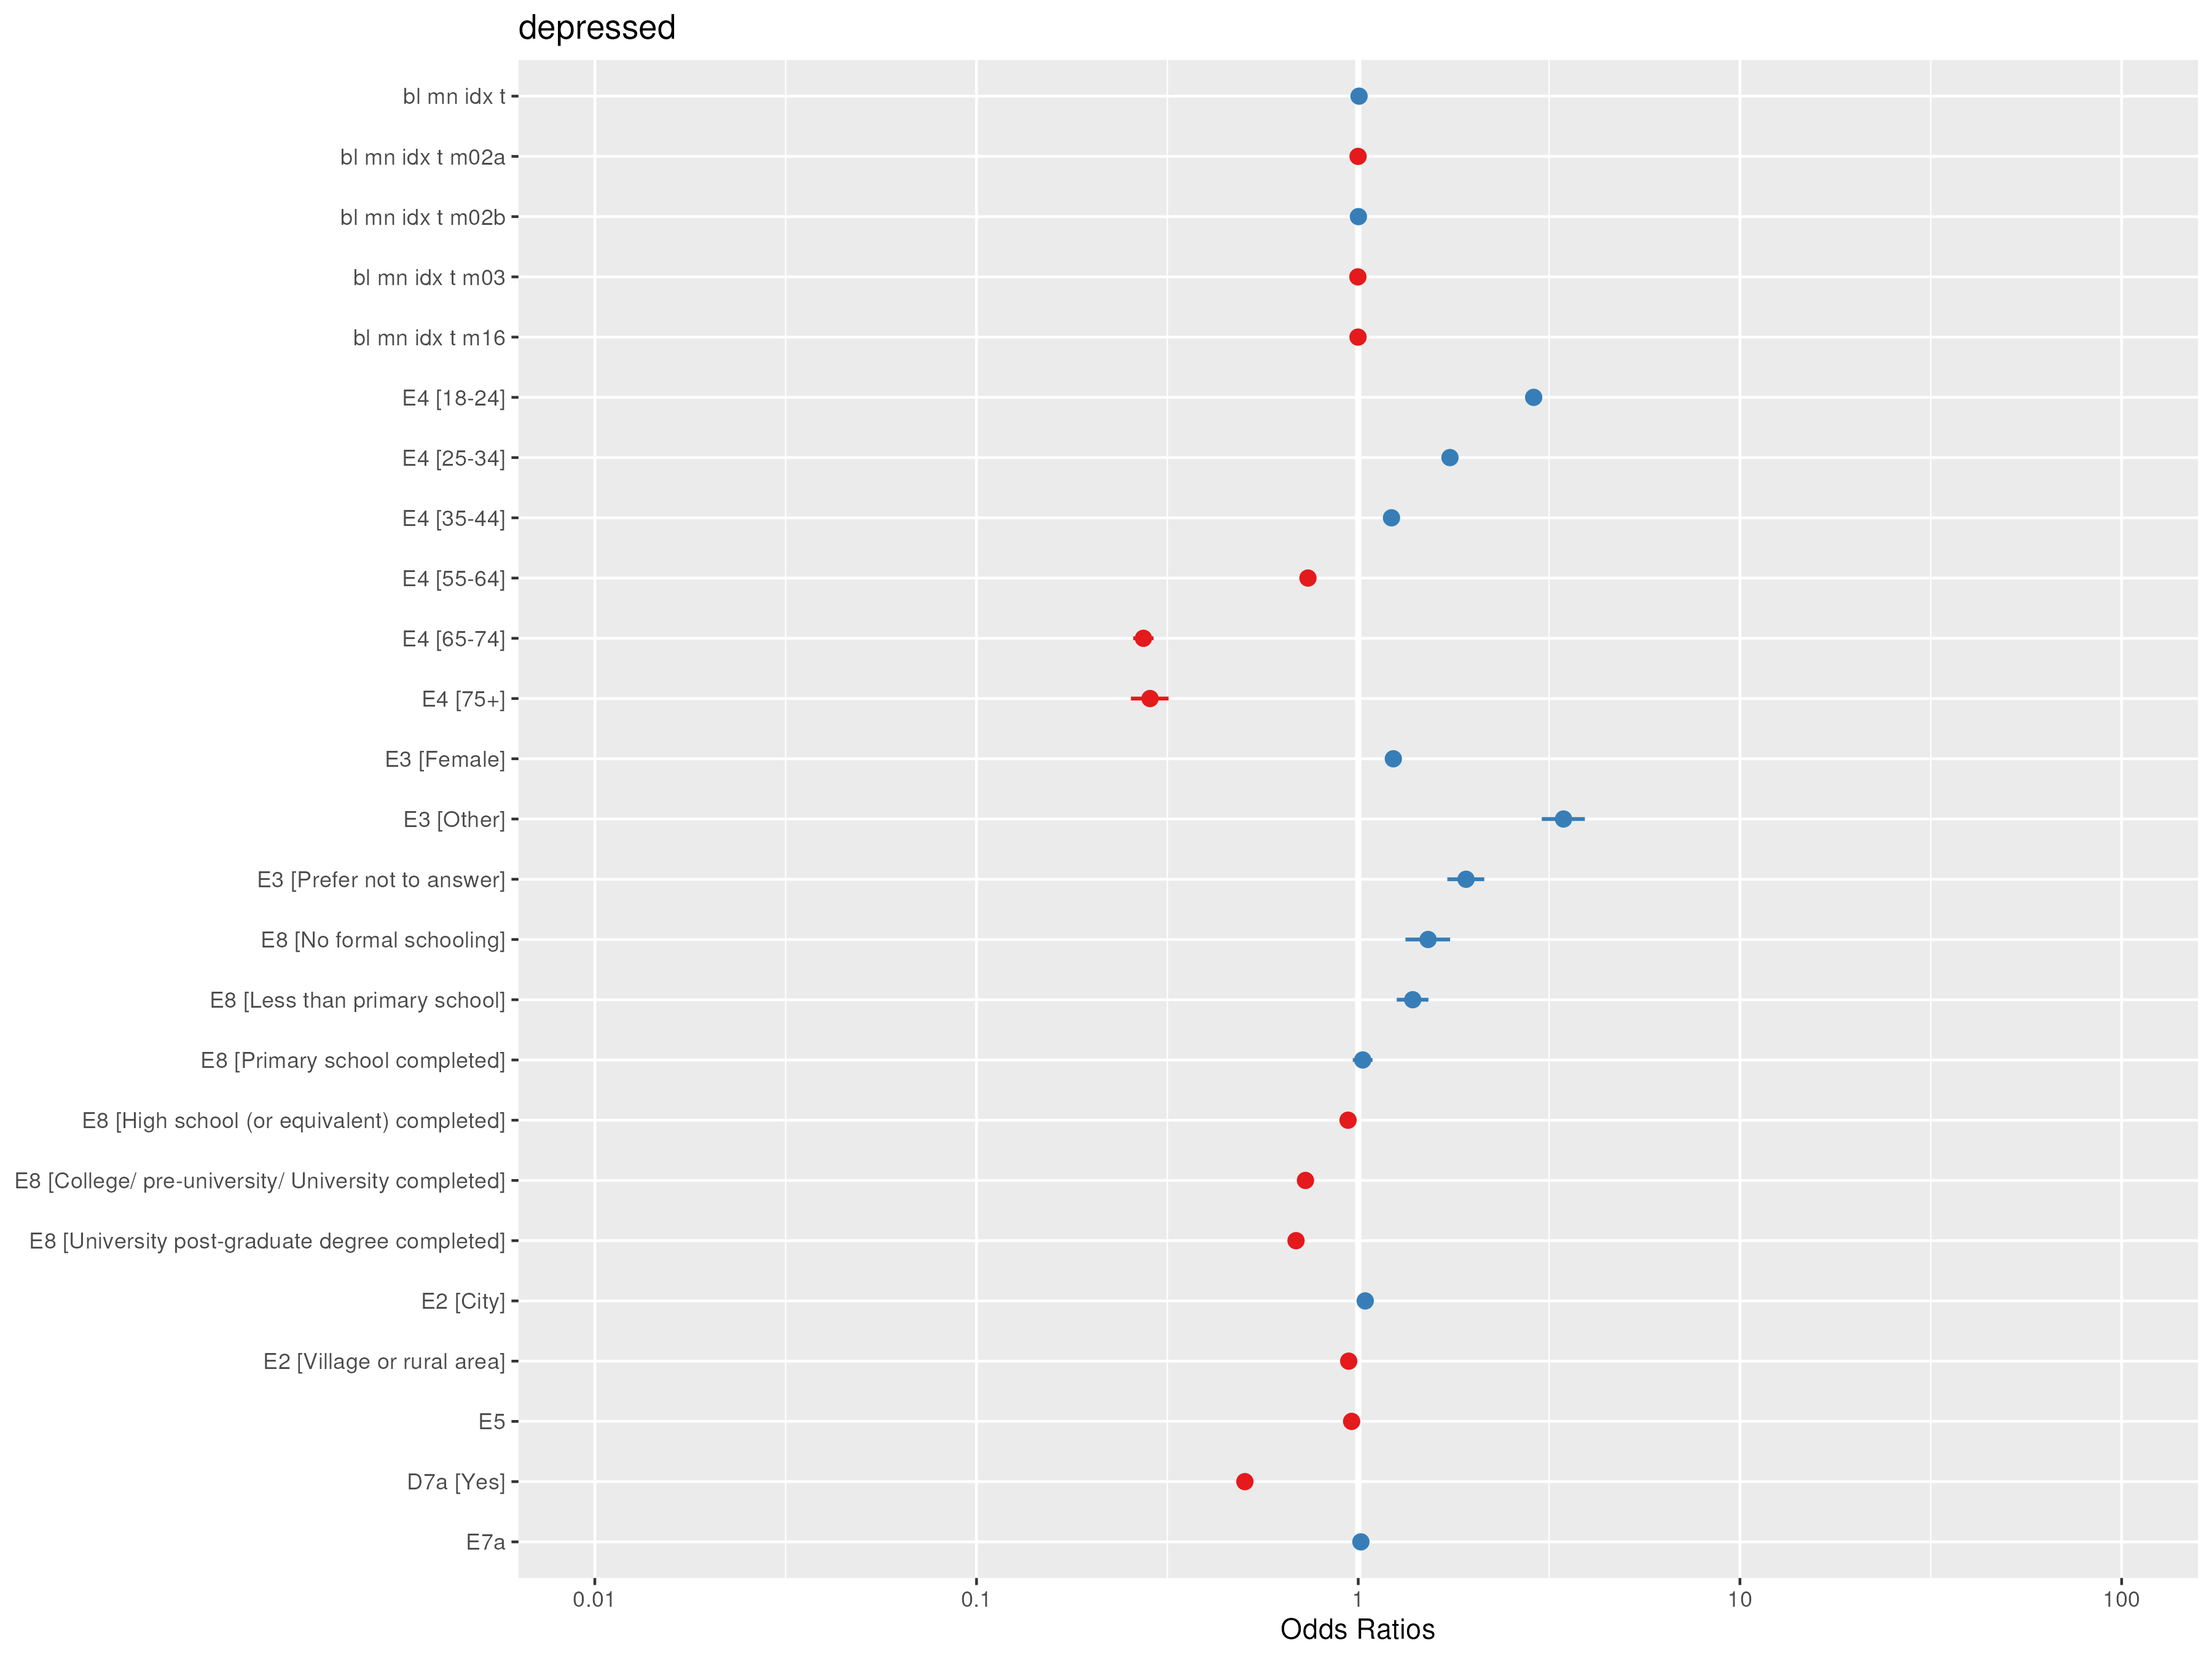 depressed
bl mn idx t
bl mn idx t m02a
bl mn idx t m02b
bl mn idx t m03
bl mn idx t m16
E4 [18-24]
E4 [25-34]
E4 [35-44]
E4 [55-64]
E4 [65-74]
E4 [75+]
E3 [Female]
E3 [Other]
E3 [Prefer not to answer]
E8 [No formal schooling]
E8 [Less than primary school]
E8 [Primary school completed]
E8 [High school (or equivalent) completed]
E8 [College/ pre-university/ University completed]
E8 [University post-graduate degree completed]
E2 [City]
E2 [Village or rural area]
E5
D7a [Yes]
E7a
0.01 0.1 1 10 100
Odds Ratios